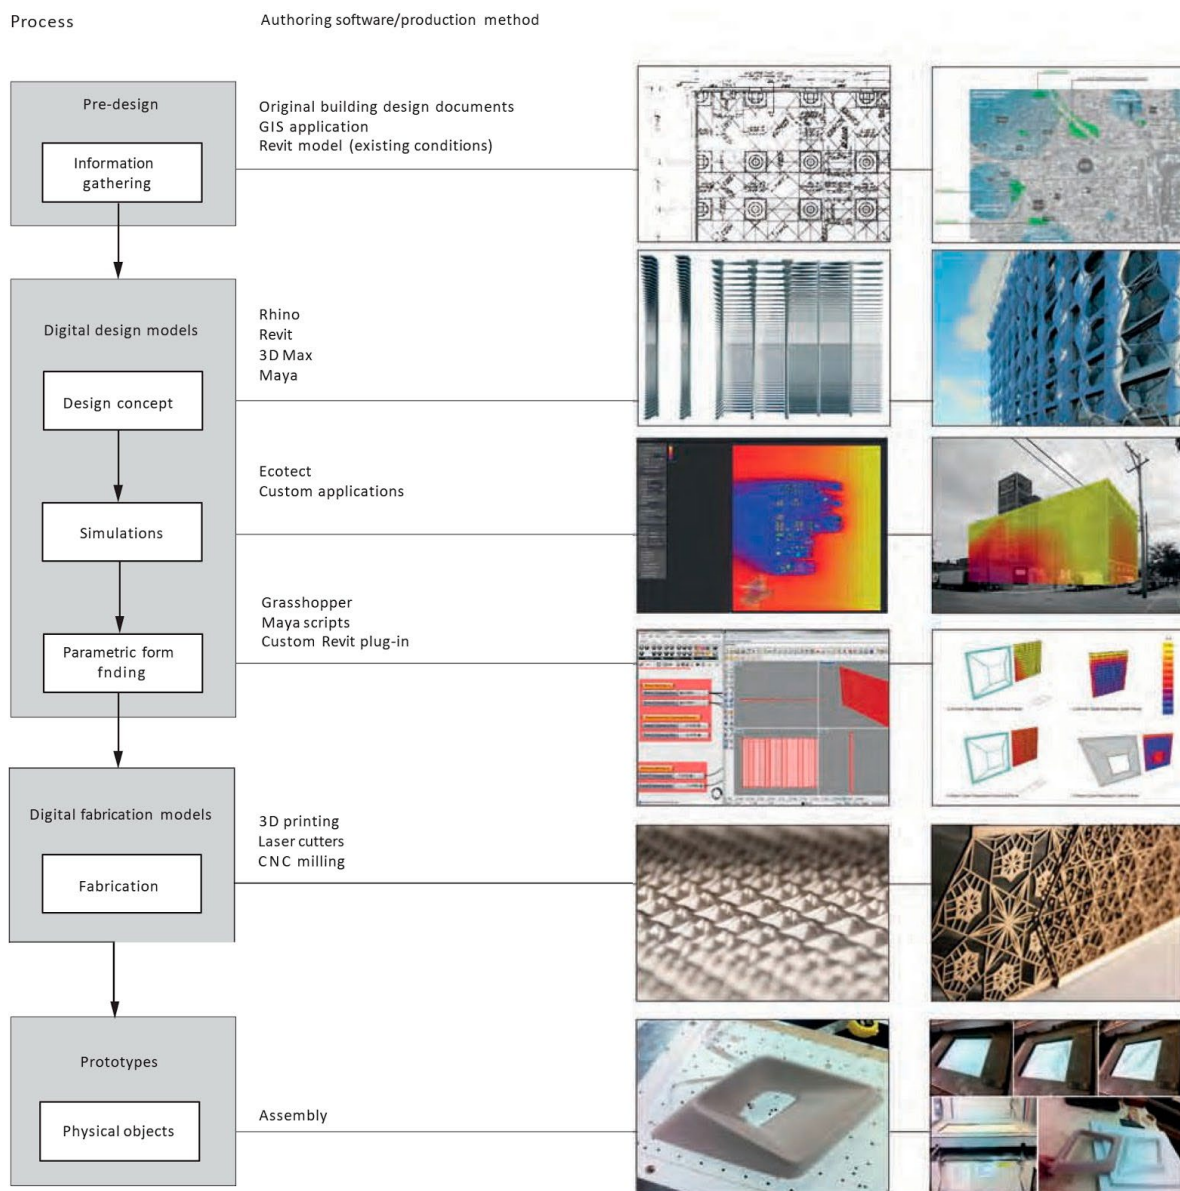 Process
Authoring software/production method
Pre-design
Information
gathering
Original building design documents
GIS application
Revit model (existing conditions)
Digital design models
Rhino
Revit
3D Max
Maya
Design concept
Ecotect
Custom applications
Simulations
Grasshopper
Maya scripts
Custom Revit plug-in
Parametric form
fnding
Digital fabrication models
3D printing
Laser cutters
CNC milling
Fabrication
Prototypes
Physical objects
Assembly